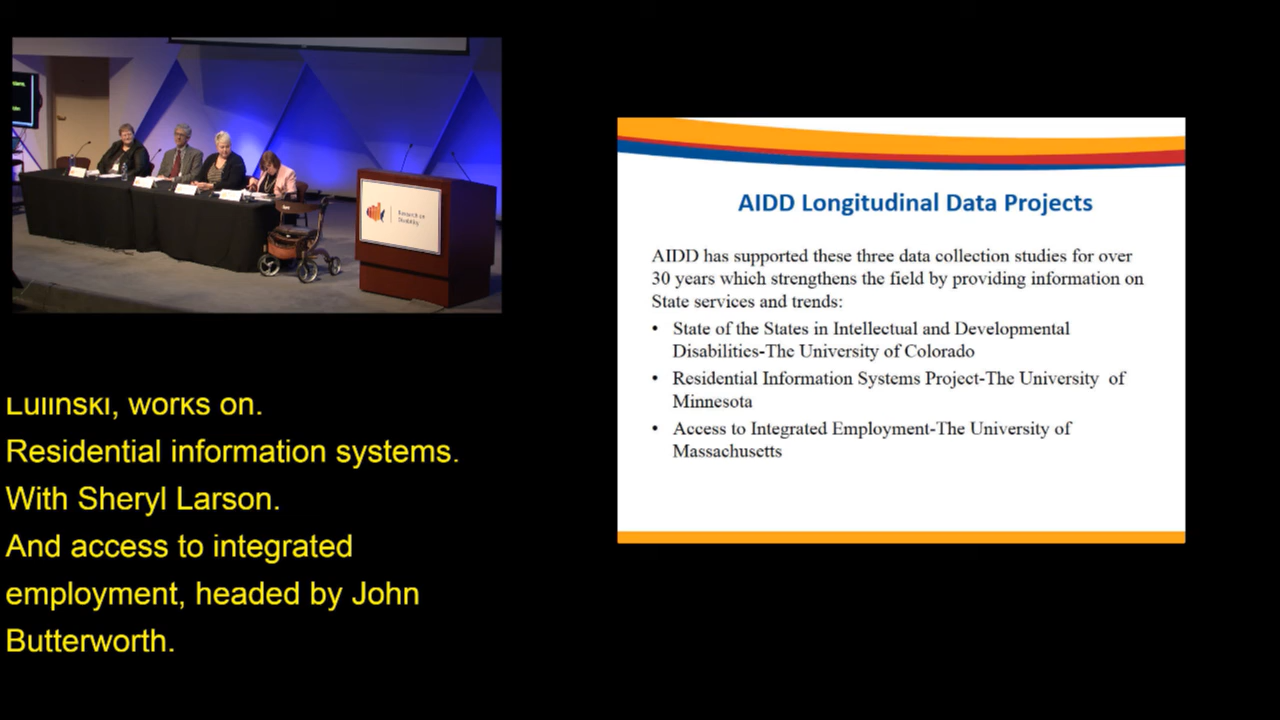 Research on
Disability
Lulinski, works on.
Residential information systems.
With Sheryl Larson.
And access to integrated
employment, headed by John
Butterworth.
AIDD Longitudinal Data Projects
AIDD has supported these three data collection studies for over
30 years which strengthens the field by providing information on
State services and trends:
• State of the States in Intellectual and Developmental
Disabilities-The University of Colorado
• Residential Information Systems Project-The University of
Minnesota
• Access to Integrated Employment-The University of
Massachusetts